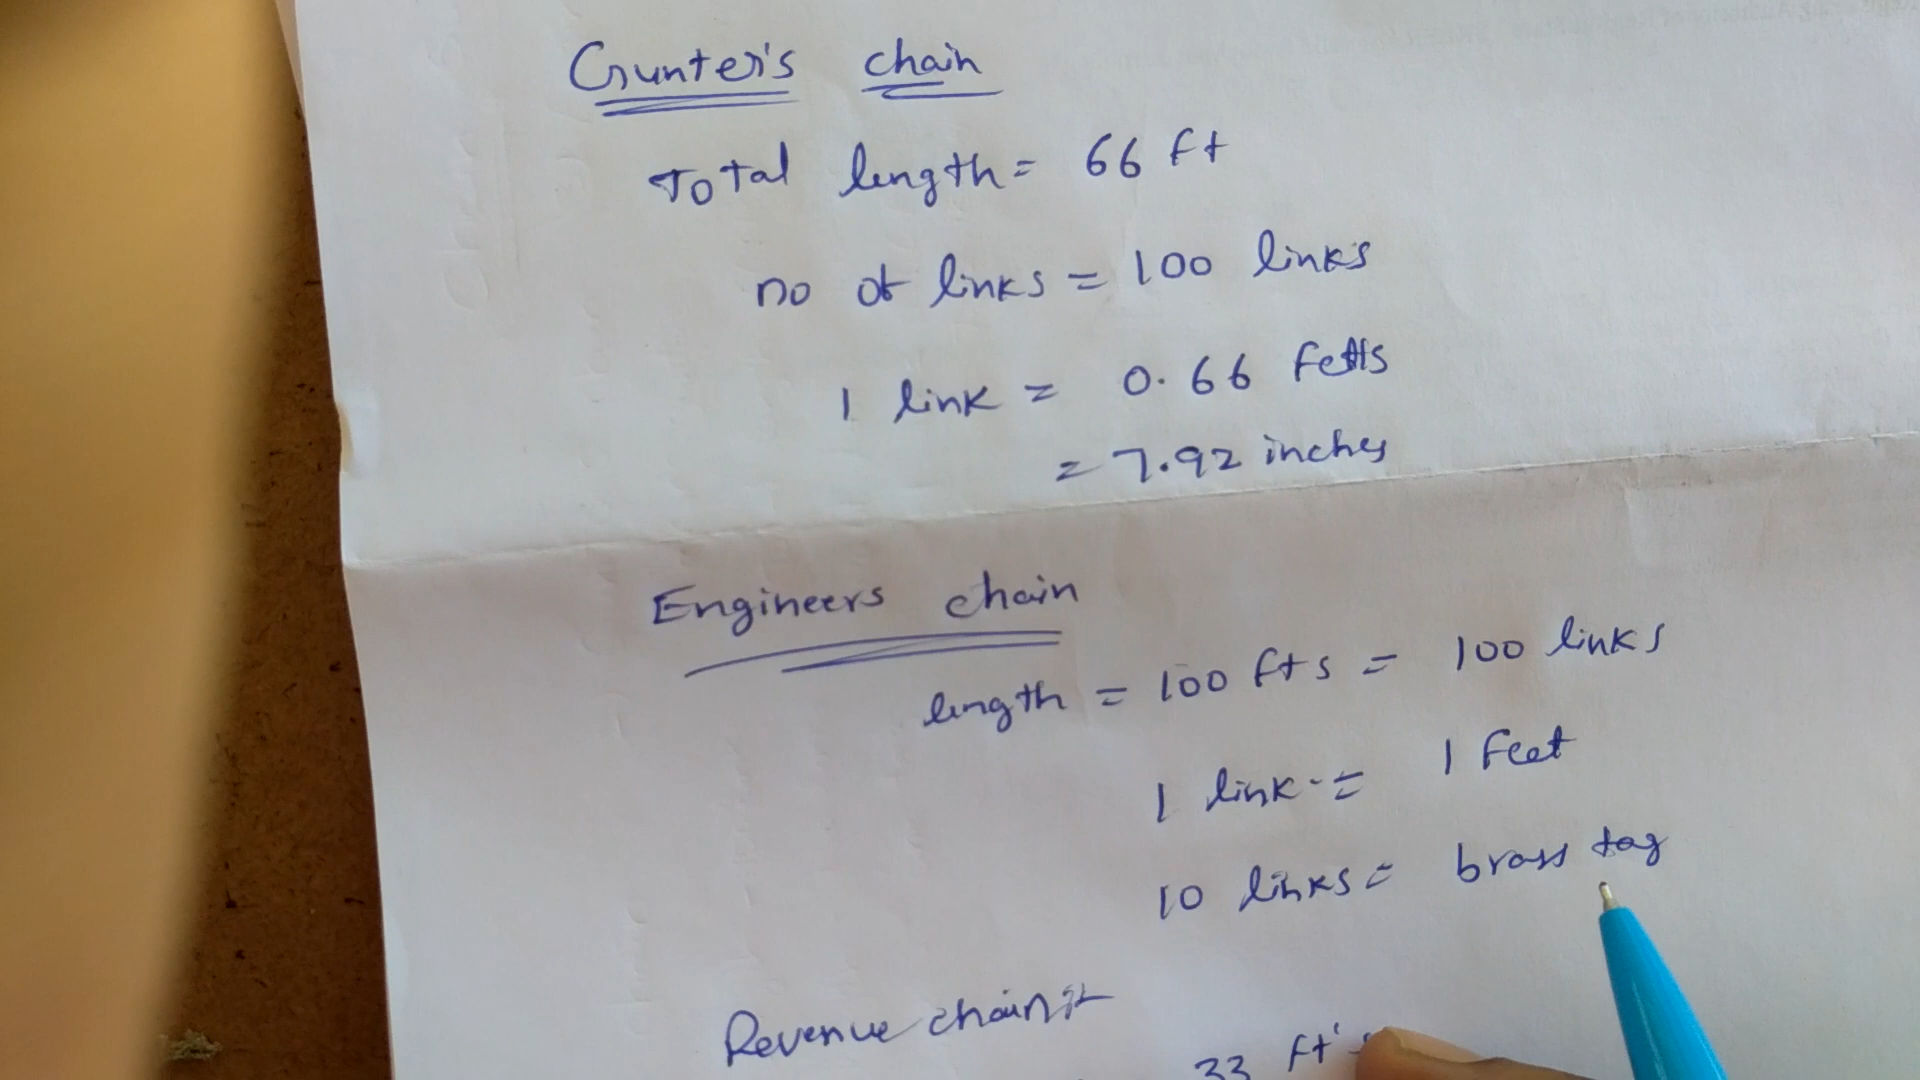 Gunter's chain
Total length = 66 ft
no of links = 100 links
1 link = 0.66 Feets
= 7.92 inches
Engineers chain
length = 100 fts = 100 links
1 link = 1 Feet
10 links = brass tag
Revenue chain
33 ft's